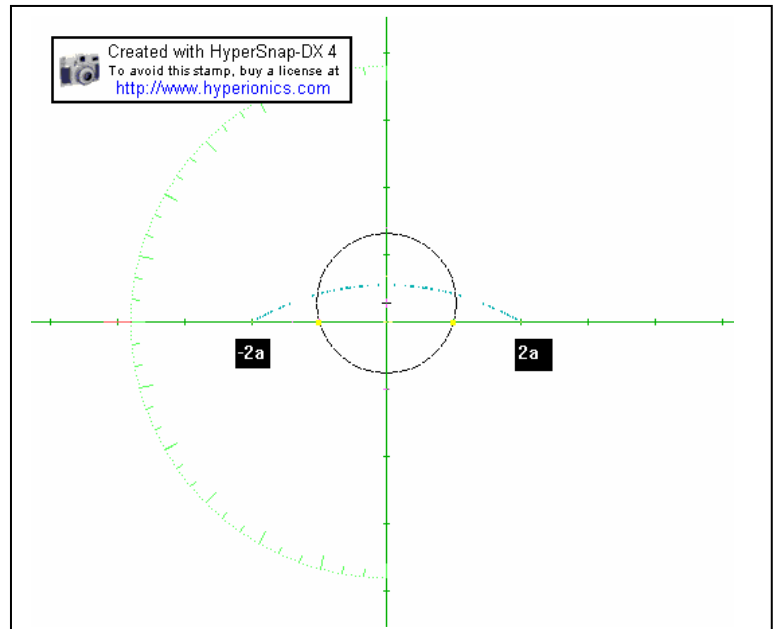 Created with HyperSnap-DX 4
To avoid this stamp, buy a license at
http://www.hyperionics.com
-2a
2a